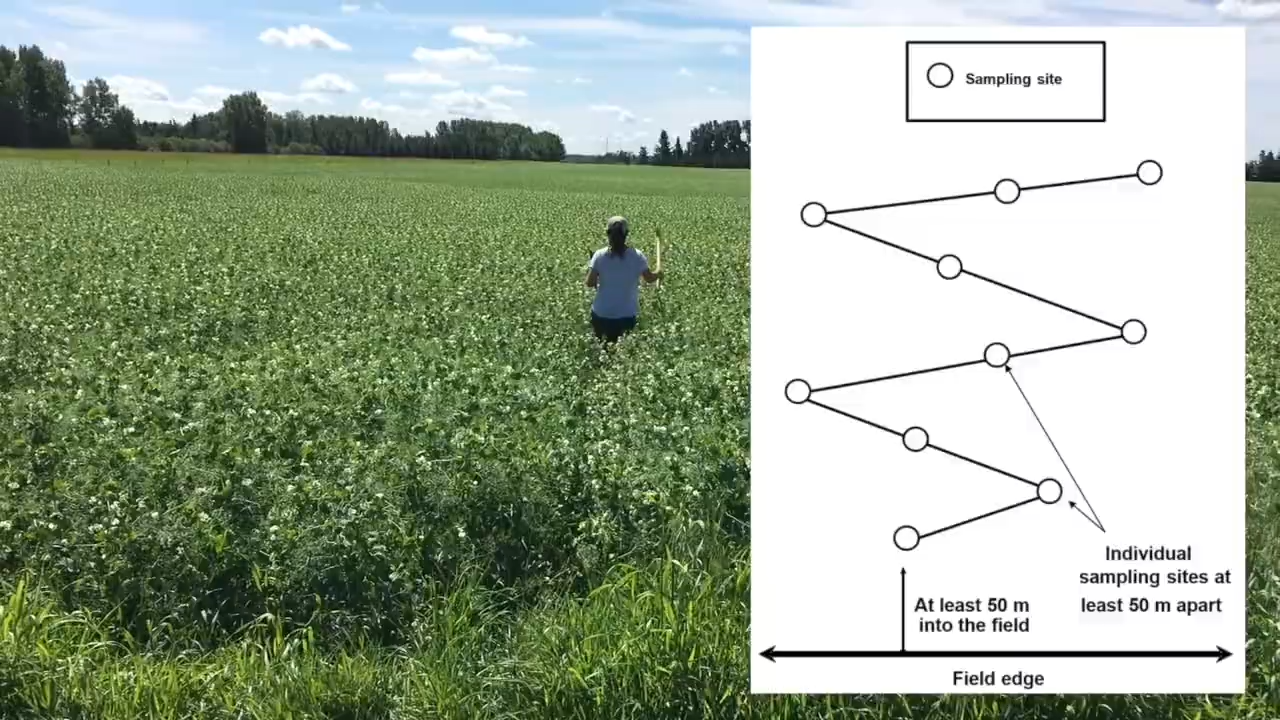 Sampling site
Individual
sampling sites at
least 50 m apart
At least 50 m
into the field
Field edge